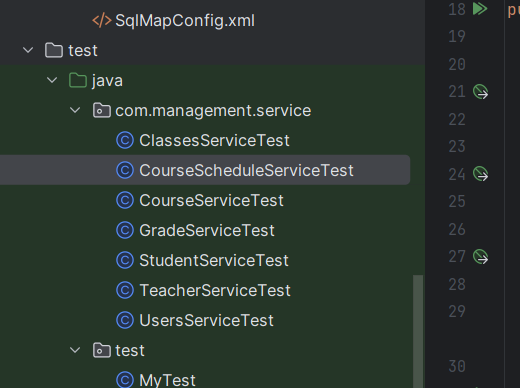 SqlMapConfig.xml
test
java
com.management.service
ClassesServiceTest
CourseScheduleServiceTest
CourseServiceTest
GradeServiceTest
StudentServiceTest
TeacherServiceTest
UsersServiceTest
test
MyTest
18 pu
19
20
21
22
23
24
25
26
27
28
29
30